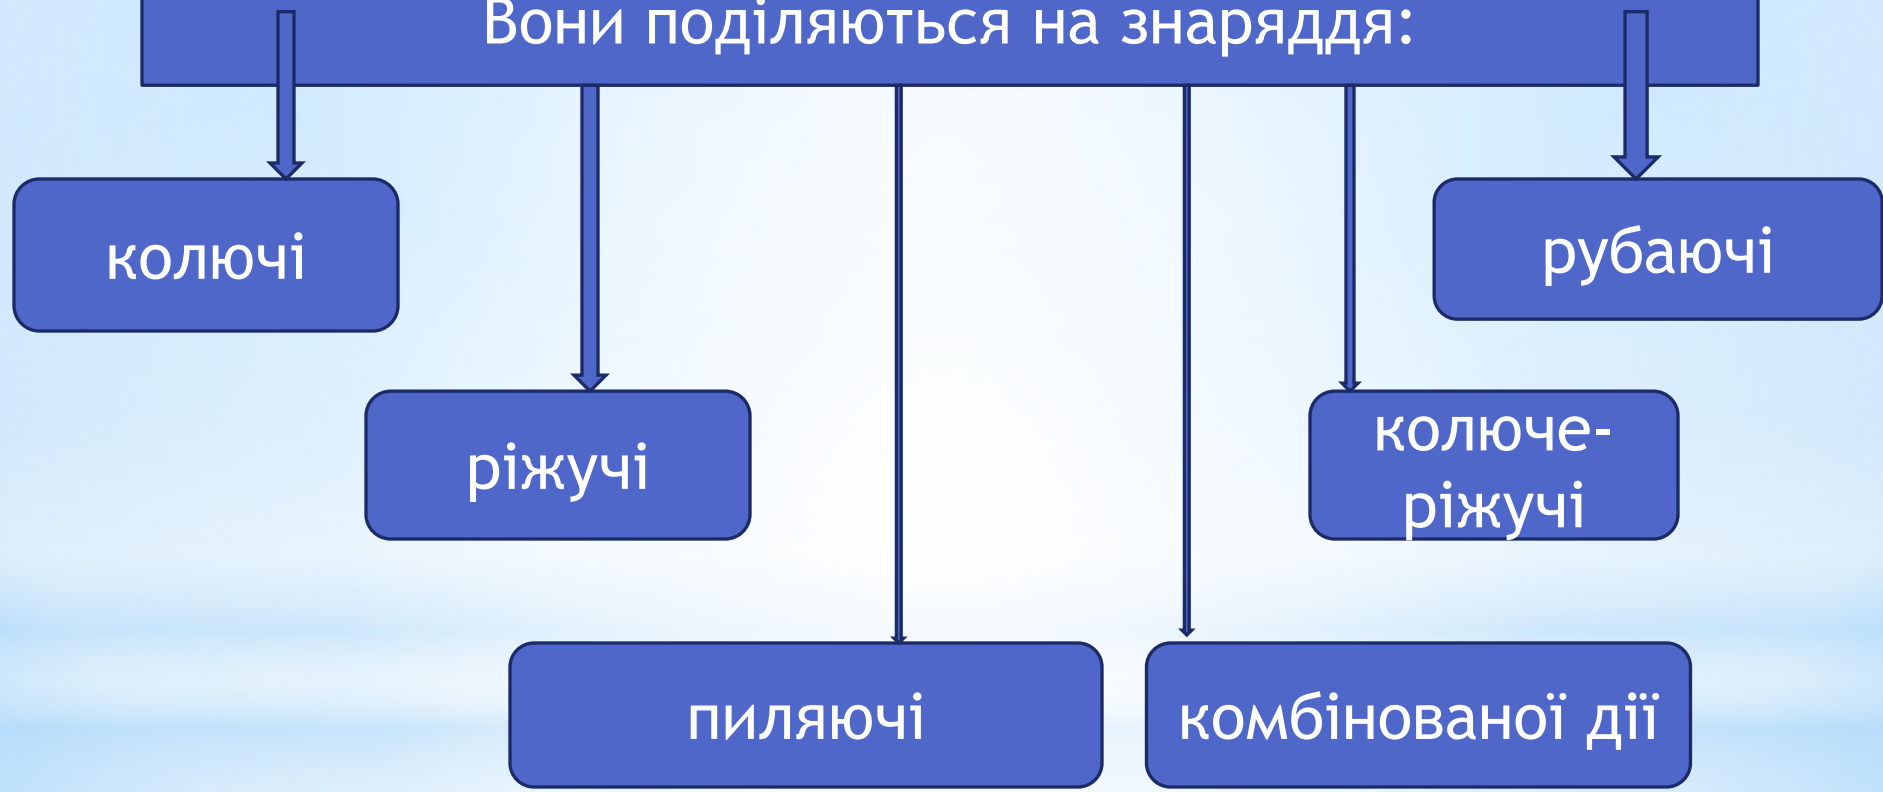 Вони поділяються на знаряддя:
колючі
рубаючі
ріжучі
колюче-
ріжучі
пиляючі
комбінованої дії